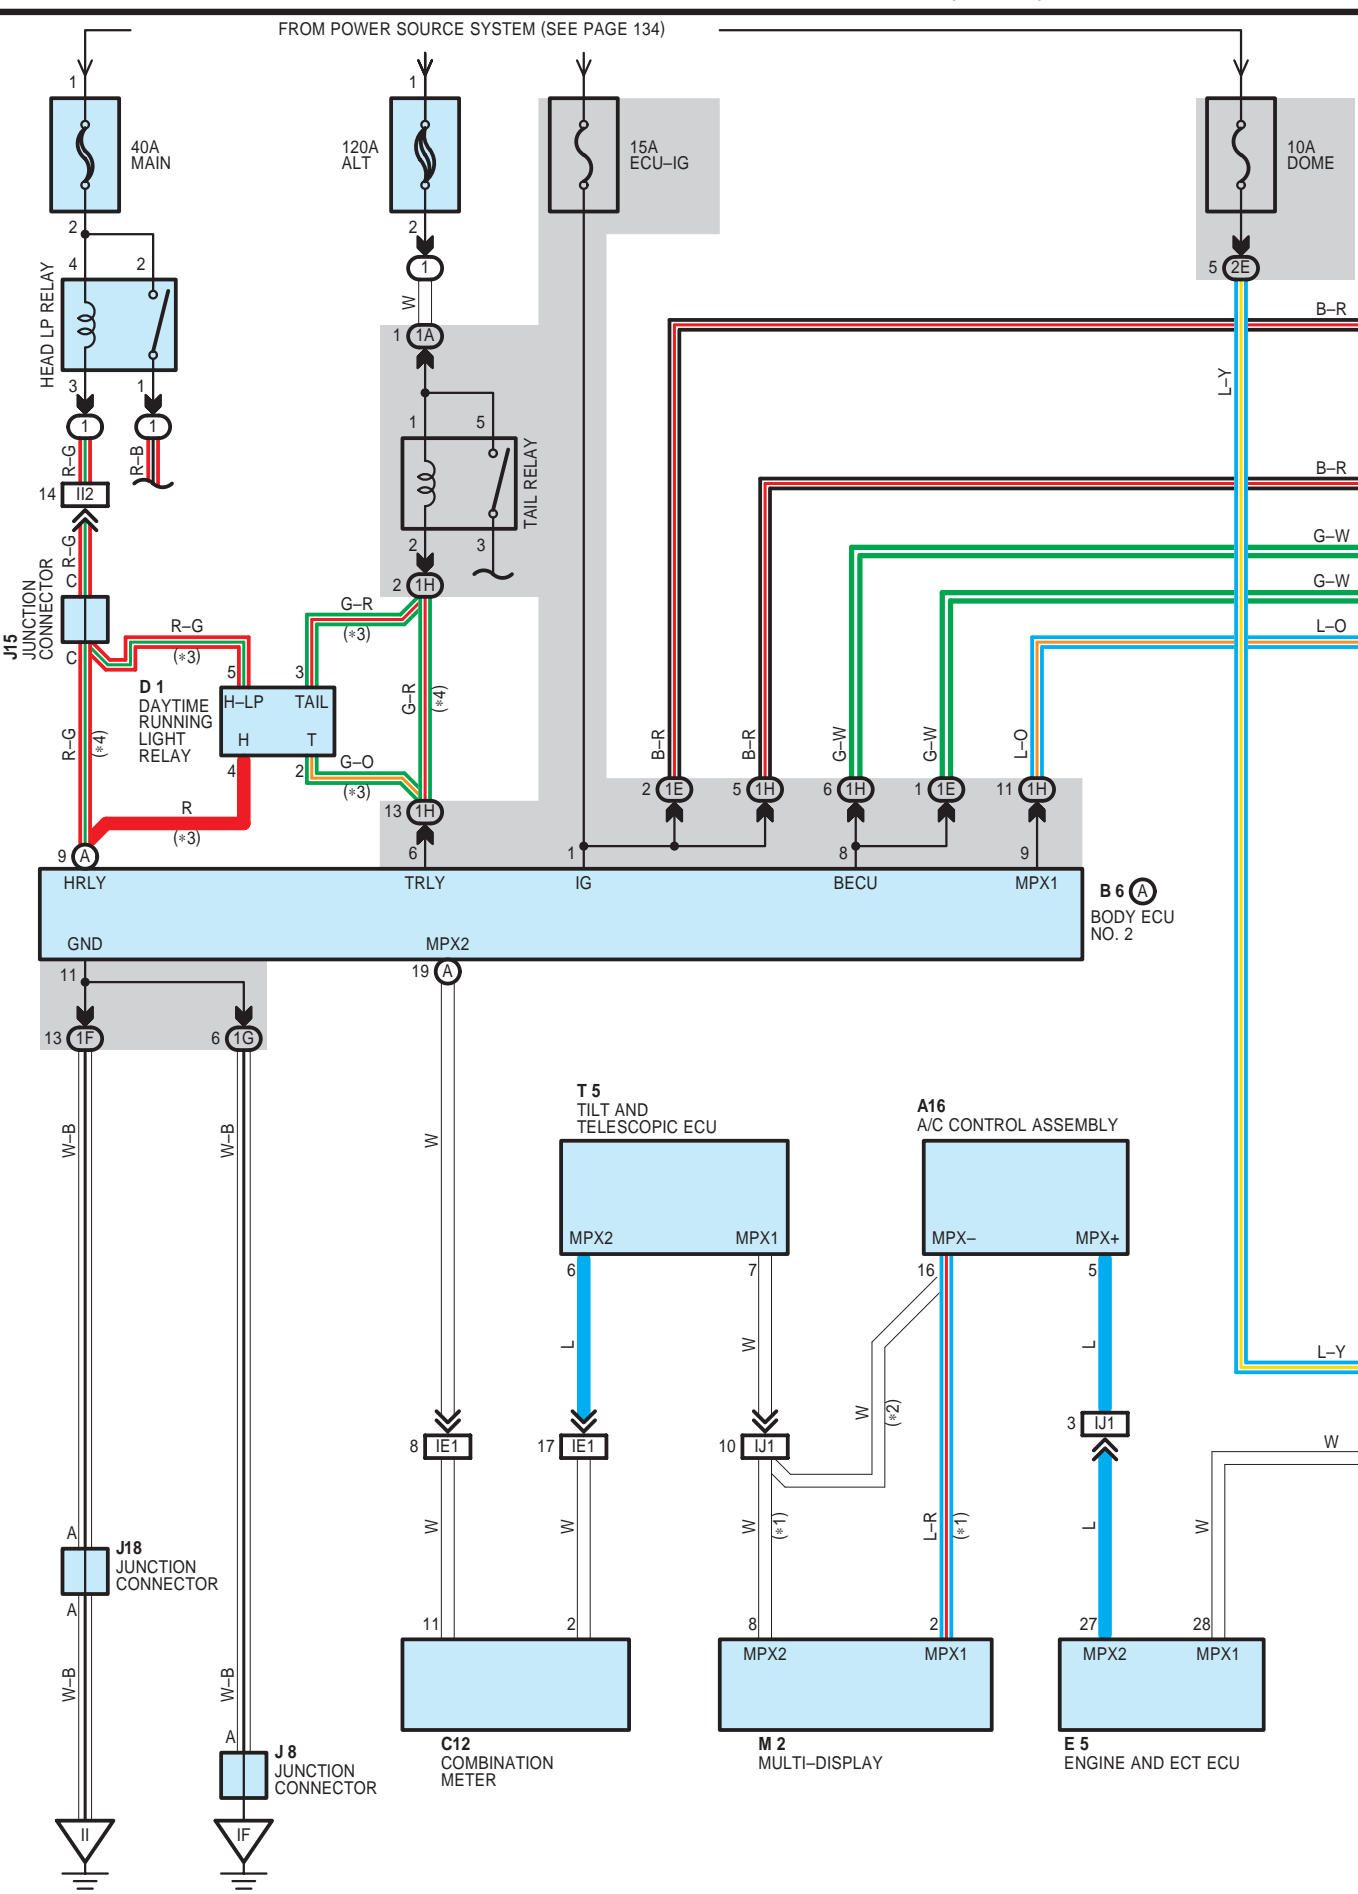 FROM POWER SOURCE SYSTEM (SEE PAGE 134)
1
1
40A
MAIN
120A
ALT
15A
ECU–IG
10A
DOME
2
2
1
4
2
5
2E
HEAD LP RELAY
W
B–R
1
1A
3
1
L–Y
1
1
1
5
R–G
R–B
TAIL RELAY
B–R
14
II2
R–G
2
3
G–W
C
2
1H
G–W
J15
JUNCTION
CONNECTOR
G–R
(*3)
R–G
(*3)
L–O
C
5
3
D 1
DAYTIME
RUNNING
LIGHT
RELAY
H–LP
TAIL
H
T
G–R
(*4)
R–G
(*4)
4
2
G–O
(*3)
B–R
B–R
G–W
G–W
L–O
2
1E
5
1H
6
1H
1
1E
11
1H
R
(*3)
13
1H
9
A
6
1
8
9
HRLY
TRLY
IG
BECU
MPX1
B 6
A
BODY ECU
NO. 2
GND
MPX2
11
19
A
13
1F
6
1G
W–B
W–B
W
T 5
TILT AND
TELESCOPIC ECU
A16
A/C CONTROL ASSEMBLY
MPX2
MPX1
MPX–
MPX+
6
7
16
5
L
W
L
L–Y
W
(*2)
3
IJ1
8
IE1
17
IE1
10
IJ1
W
W
W
W
(*1)
L–R
(*1)
L
W
A
J18
JUNCTION
CONNECTOR
A
11
2
8
2
27
28
MPX2
MPX1
MPX2
MPX1
W–B
W–B
A
C12
COMBINATION
METER
M 2
MULTI–DISPLAY
E 5
ENGINE AND ECT ECU
J 8
JUNCTION
CONNECTOR
II
IF